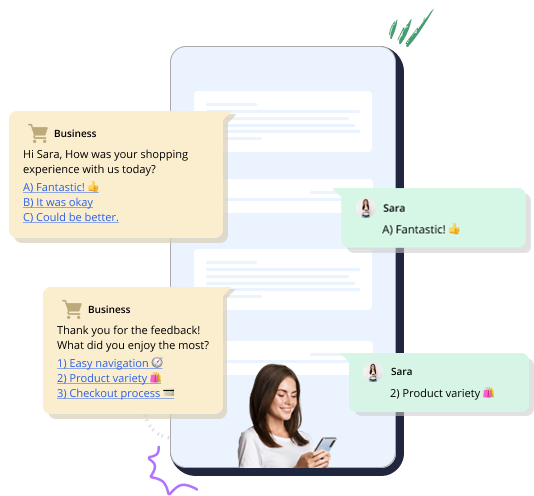 Business
Hi Sara, How was your shopping
experience with us today?
A) Fantastic! 👍
B) It was okay
C) Could be better.
Sara
A) Fantastic! 👍
Business
Thank you for the feedback!
What did you enjoy the most?
1) Easy navigation 🧭
2) Product variety 🛍️
3) Checkout process 💳
Sara
2) Product variety 🛍️